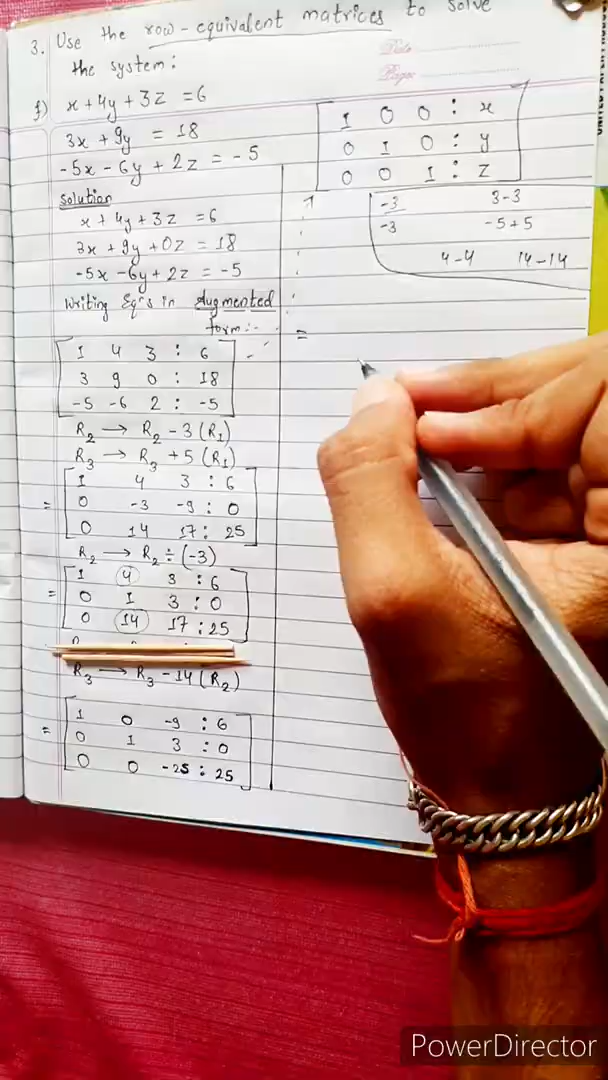 3. Use the row-equivalent matrices to solve
the system:
Date
Page:
f) x+4y+3z =6
3x+9y = 18
-5x-6y+2z = -5
Solution
x+4y+3z =6
3x+9y+0z = 18
-5x-6y+2z = -5
Writing Eqns in Augmented
form:-
1 4 3 : 6
3 9 0 : 18
-5 -6 2 : -5
R2 → R2 -3(R1)
R3 → R3 +5(R1)
1 4 3 : 6
= 0 -3 -9 : 0
0 14 17 : 25
R2 → R2 ÷ (-3)
1 4 3 : 6
= 0 1 3 : 0
0 14 17 : 25
R3 → R3 -14(R2)
1 0 -9 : 6
= 0 1 3 : 0
0 0 -25 : 25
1 0 0 : x
0 1 0 : y
0 0 1 : z
-3 3-3
-3 -5+5
4-4 14-14
=
PowerDirector